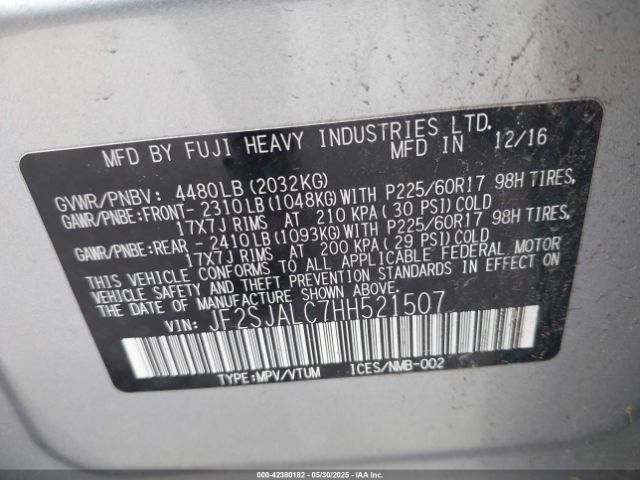 MFD BY FUJI HEAVY INDUSTRIES LTD.
MFD IN 12/16
GVWR/PNBV: 4480LB(2032KG)
GAWR/PNBE:FRONT- 2310LB(1048KG)WITH P225/60R17 98H TIRES,
17X7J RIMS AT 210 KPA(30 PSI)COLD
GAWR/PNBE:REAR - 2410LB(1093KG)WITH P225/60R17 98H TIRES,
17X7J RIMS AT 200 KPA(29 PSI)COLD
THIS VEHICLE CONFORMS TO ALL APPLICABLE FEDERAL MOTOR
VEHICLE SAFETY AND THEFT PREVENTION STANDARDS IN EFFECT ON
THE DATE OF MANUFACTURE SHOWN ABOVE.
VIN: JF2SJALC7HH521507
TYPE:MPV/VTUM ICES/NMB-002
000-42380182 - 05/30/2025 - IAAI.COM